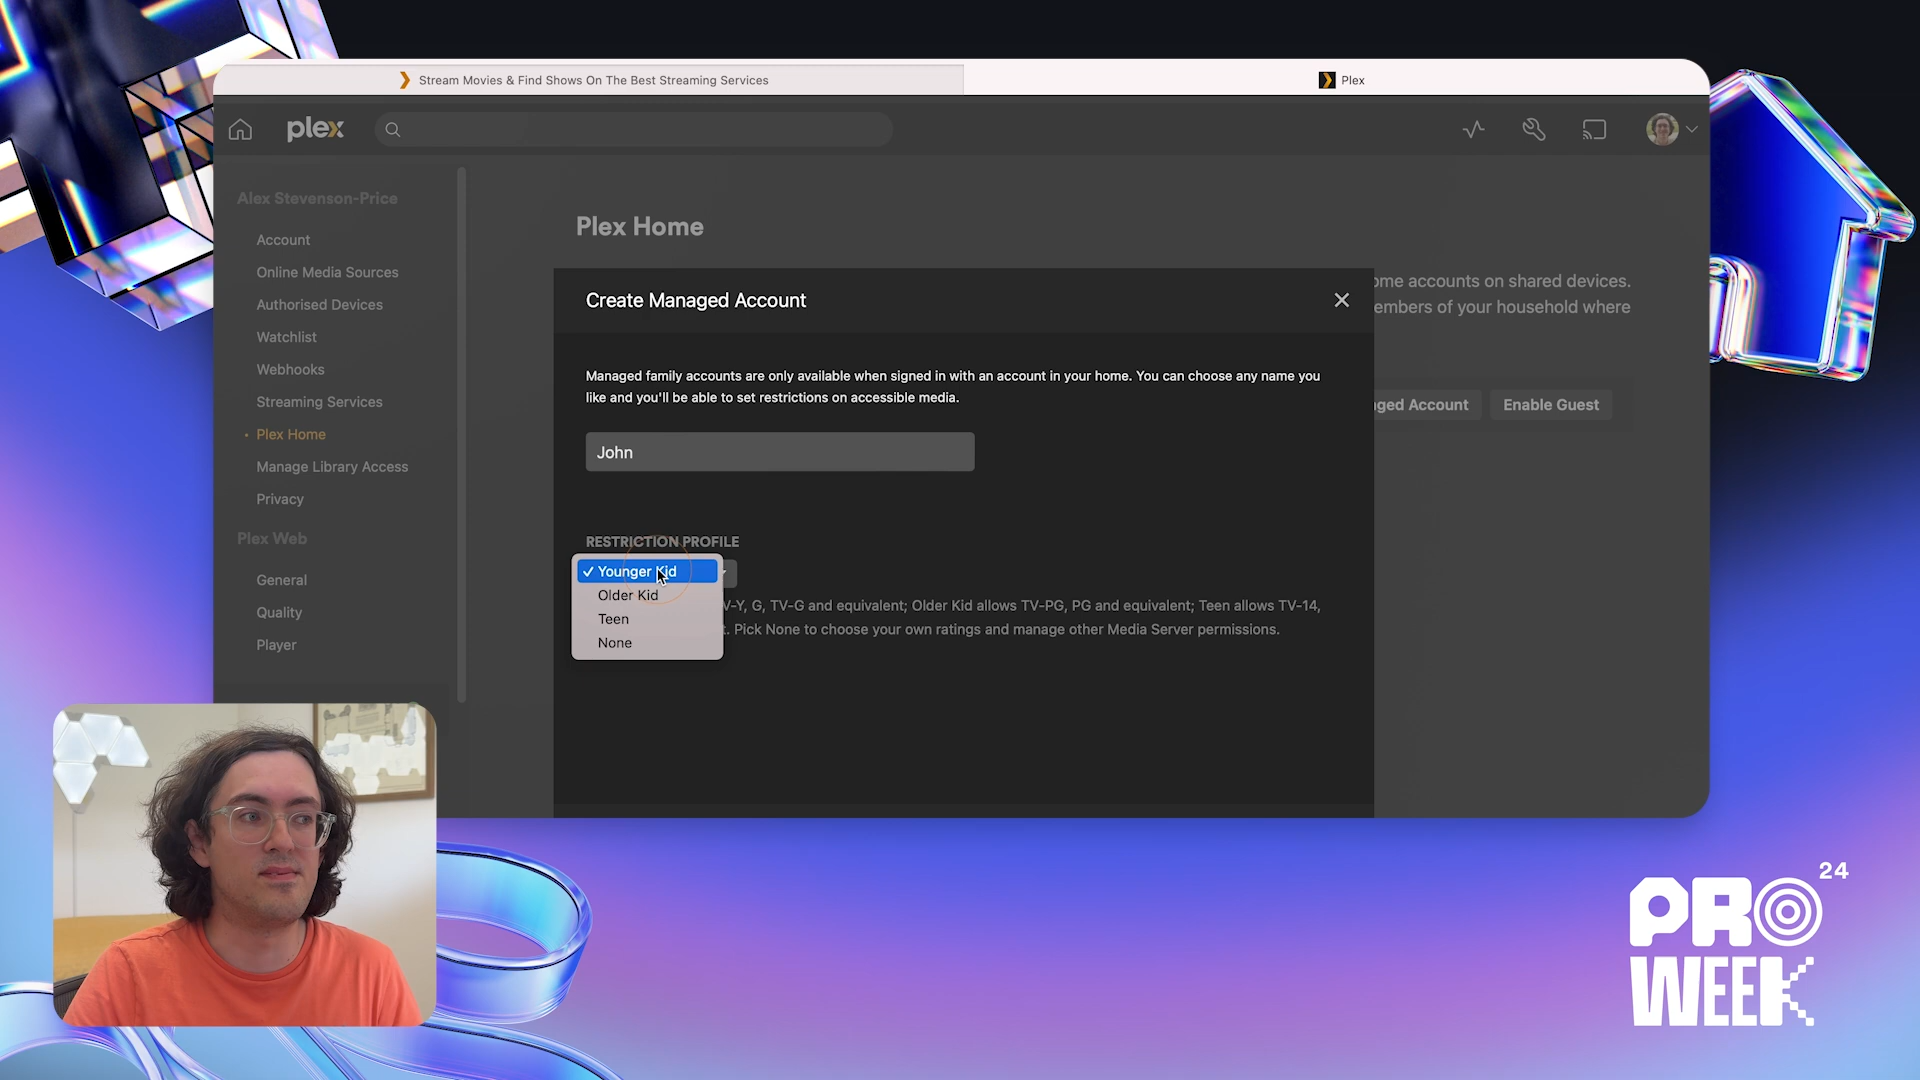 Stream Movies & Find Shows On The Best Streaming Services
Plex
plex
Alex Stevenson-Price
Account
Online Media Sources
Authorised Devices
Watchlist
Webhooks
Streaming Services
Plex Home
Manage Library Access
Privacy
Plex Web
General
Quality
Player
Plex Home
ome accounts on shared devices.
embers of your household where
ged Account
Enable Guest
Create Managed Account
Managed family accounts are only available when signed in with an account in your home. You can choose any name you
like and you'll be able to set restrictions on accessible media.
John
RESTRICTION PROFILE
✓ Younger Kid
Older Kid
Teen
None
V-Y, G, TV-G and equivalent; Older Kid allows TV-PG, PG and equivalent; Teen allows TV-14,
t. Pick None to choose your own ratings and manage other Media Server permissions.
PRO 24
WEEK